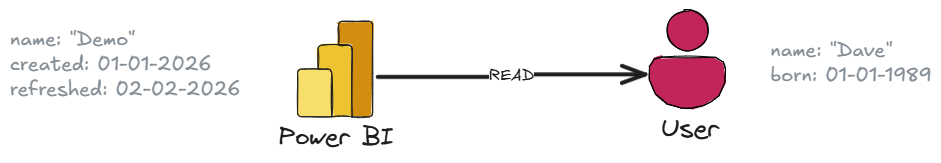 name: "Demo"
created: 01-01-2026
refreshed: 02-02-2026
Power BI
READ
User
name: "Dave"
born: 01-01-1989